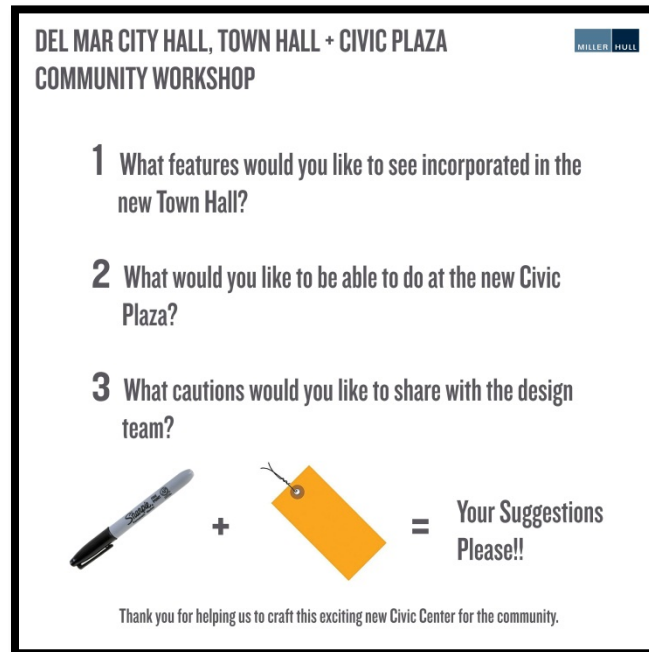 DEL MAR CITY HALL, TOWN HALL + CIVIC PLAZA
COMMUNITY WORKSHOP
MILLER HULL
1 What features would you like to see incorporated in the
new Town Hall?
2 What would you like to be able to do at the new Civic
Plaza?
3 What cautions would you like to share with the design
team?
Sharpie
+
=
Your Suggestions
Please!!
Thank you for helping us to craft this exciting new Civic Center for the community.